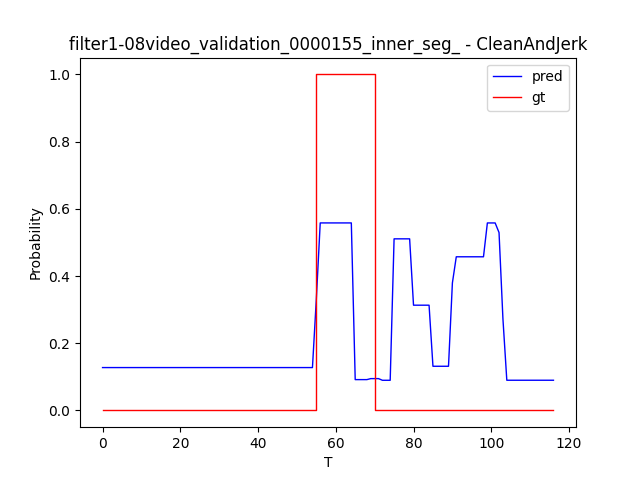 filter1-08video_validation_0000155_inner_seg_ - CleanAndJerk
pred
gt
1.0
0.8
0.6
0.4
0.2
0.0
Probability
0
20
40
60
80
100
120
T